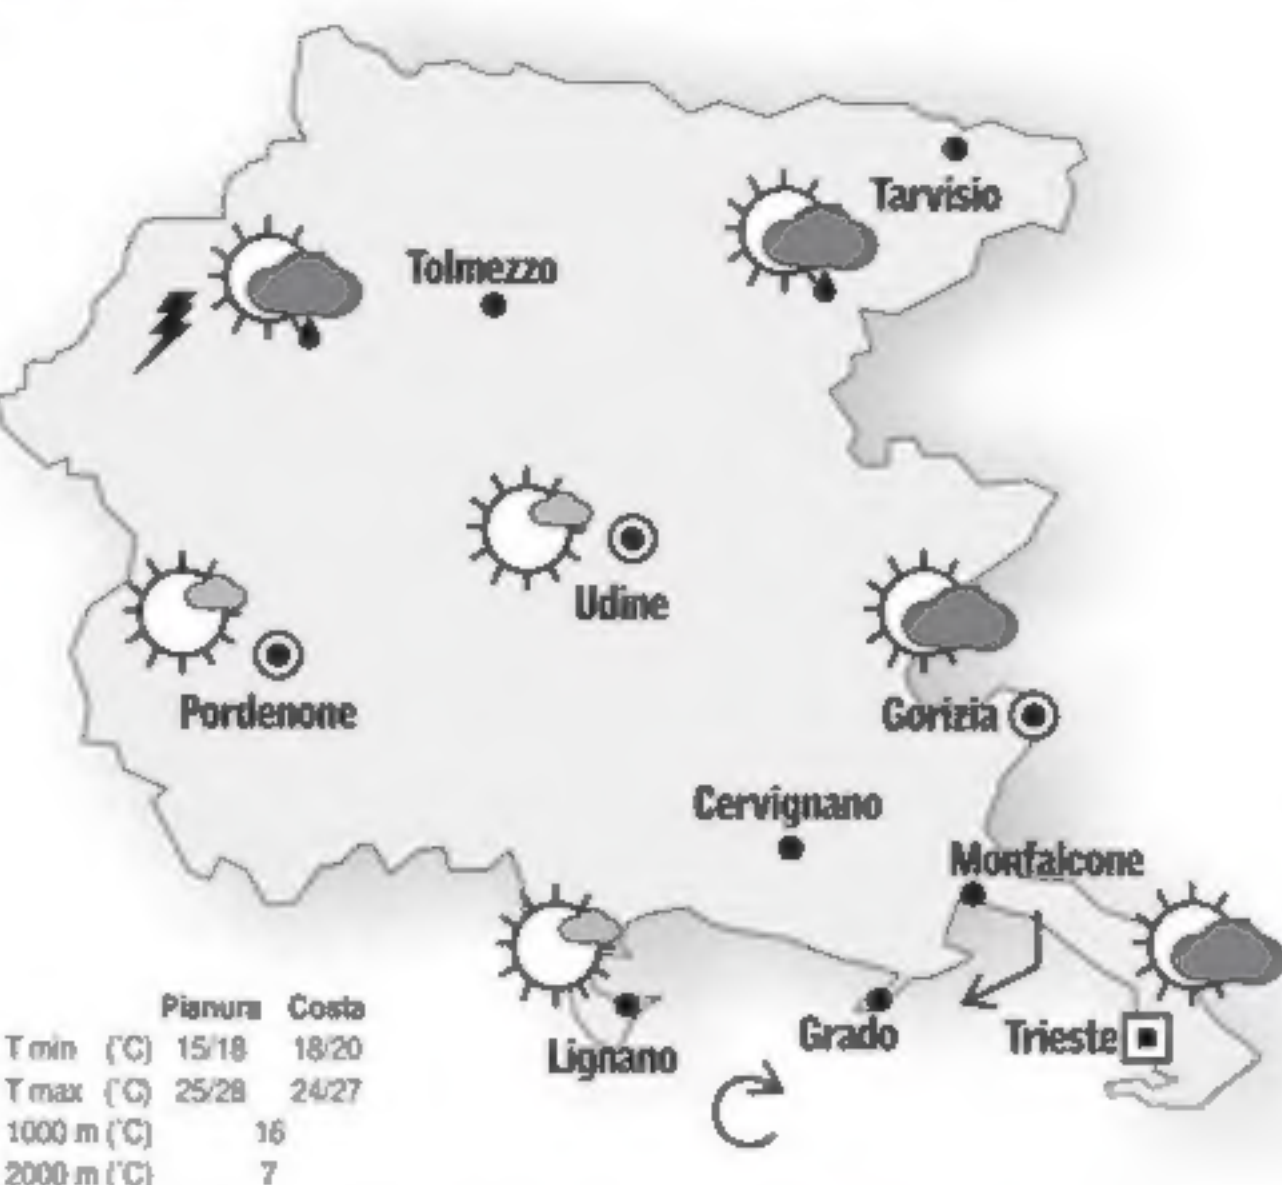 Tarvisio
Tolmezzo
Udine
Pordenone
Gorizia
Cervignano
Monfalcone
Grado
Trieste
Lignano
Pianura Costa
T min (°C) 15/18 18/20
T max (°C) 25/28 24/27
1000 m (°C) 16
2000 m (°C) 7